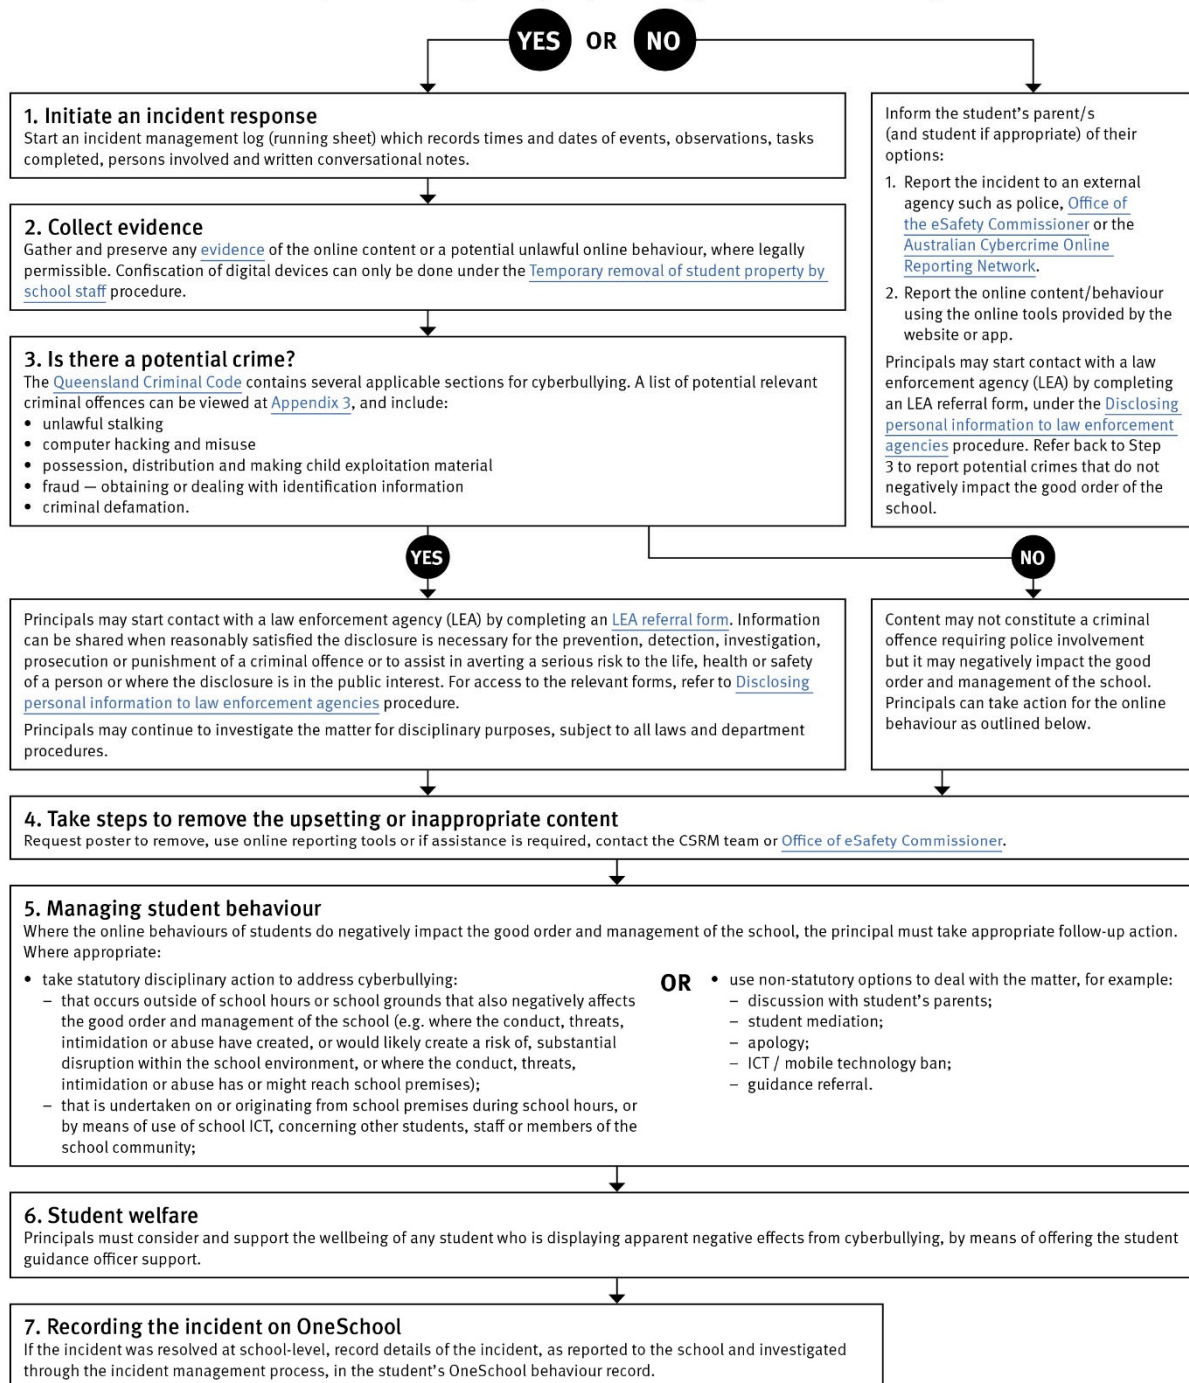 YES OR NO
1. Initiate an incident response
Start an incident management log (running sheet) which records times and dates of events, observations, tasks
completed, persons involved and written conversational notes.
2. Collect evidence
Gather and preserve any evidence of the online content or a potential unlawful online behaviour, where legally
permissible. Confiscation of digital devices can only be done under the Temporary removal of student property by
school staff procedure.
3. Is there a potential crime?
The Queensland Criminal Code contains several applicable sections for cyberbullying. A list of potential relevant
criminal offences can be viewed at Appendix 3, and include:
• unlawful stalking
• computer hacking and misuse
• possession, distribution and making child exploitation material
• fraud — obtaining or dealing with identification information
• criminal defamation.
Inform the student’s parent/s
(and student if appropriate) of their
options:
1. Report the incident to an external
agency such as police, Office of
the eSafety Commissioner or the
Australian Cybercrime Online
Reporting Network.
2. Report the online content/behaviour
using the online tools provided by the
website or app.
Principals may start contact with a law
enforcement agency (LEA) by completing
an LEA referral form, under the Disclosing
personal information to law enforcement
agencies procedure. Refer back to Step
3 to report potential crimes that do not
negatively impact the good order of the
school.
YES
NO
Principals may start contact with a law enforcement agency (LEA) by completing an LEA referral form. Information
can be shared when reasonably satisfied the disclosure is necessary for the prevention, detection, investigation,
prosecution or punishment of a criminal offence or to assist in averting a serious risk to the life, health or safety
of a person or where the disclosure is in the public interest. For access to the relevant forms, refer to Disclosing
personal information to law enforcement agencies procedure.
Principals may continue to investigate the matter for disciplinary purposes, subject to all laws and department
procedures.
Content may not constitute a criminal
offence requiring police involvement
but it may negatively impact the good
order and management of the school.
Principals can take action for the online
behaviour as outlined below.
4. Take steps to remove the upsetting or inappropriate content
Request poster to remove, use online reporting tools or if assistance is required, contact the CSRM team or Office of eSafety Commissioner.
5. Managing student behaviour
Where the online behaviours of students do negatively impact the good order and management of the school, the principal must take appropriate follow-up action.
Where appropriate:
• take statutory disciplinary action to address cyberbullying:
– that occurs outside of school hours or school grounds that also negatively affects
the good order and management of the school (e.g. where the conduct, threats,
intimidation or abuse have created, or would likely create a risk of, substantial
disruption within the school environment, or where the conduct, threats,
intimidation or abuse has or might reach school premises);
– that is undertaken on or originating from school premises during school hours, or
by means of use of school ICT, concerning other students, staff or members of the
school community;
OR
• use non-statutory options to deal with the matter, for example:
– discussion with student’s parents;
– student mediation;
– apology;
– ICT / mobile technology ban;
– guidance referral.
6. Student welfare
Principals must consider and support the wellbeing of any student who is displaying apparent negative effects from cyberbullying, by means of offering the student
guidance officer support.
7. Recording the incident on OneSchool
If the incident was resolved at school-level, record details of the incident, as reported to the school and investigated
through the incident management process, in the student’s OneSchool behaviour record.